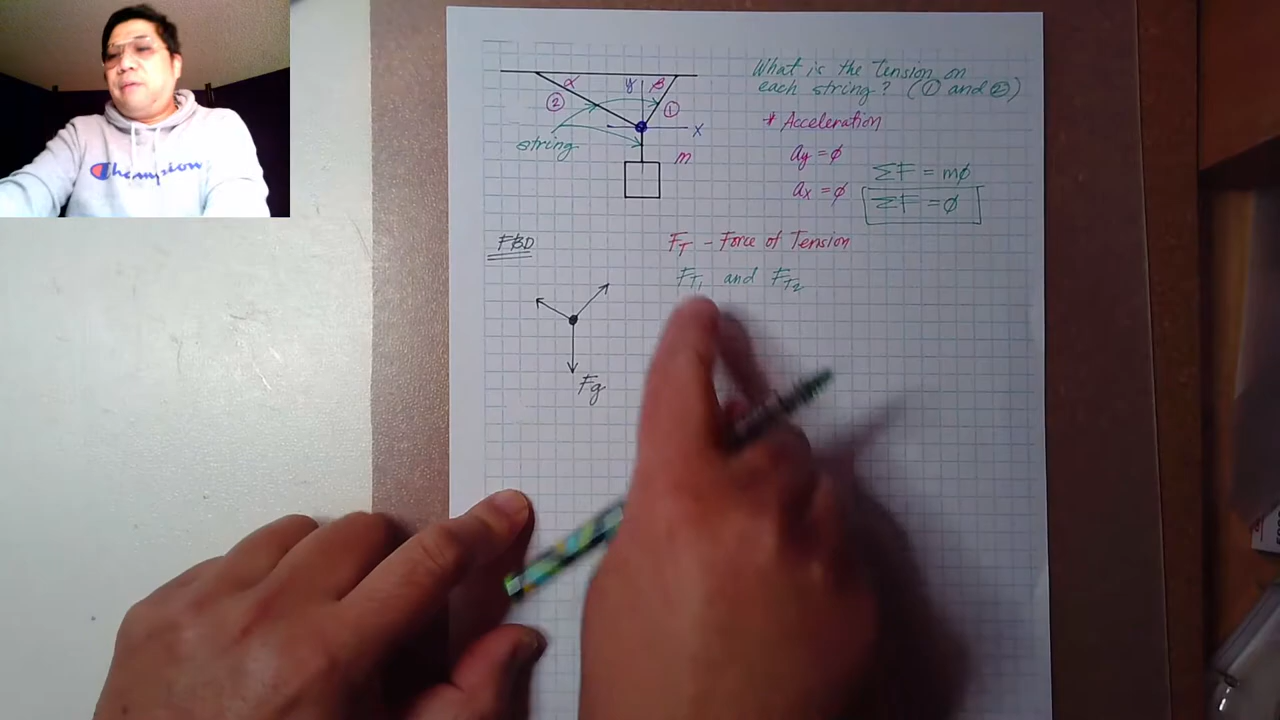 Champion
α
y
β
②
①
x
string
m
What is the Tension on
each string? (① and ②)
* Acceleration
ay = ϕ
ax = ϕ
ΣF = mϕ
ΣF = ϕ
FBD
FT - Force of Tension
FT1 and FT2
Fg